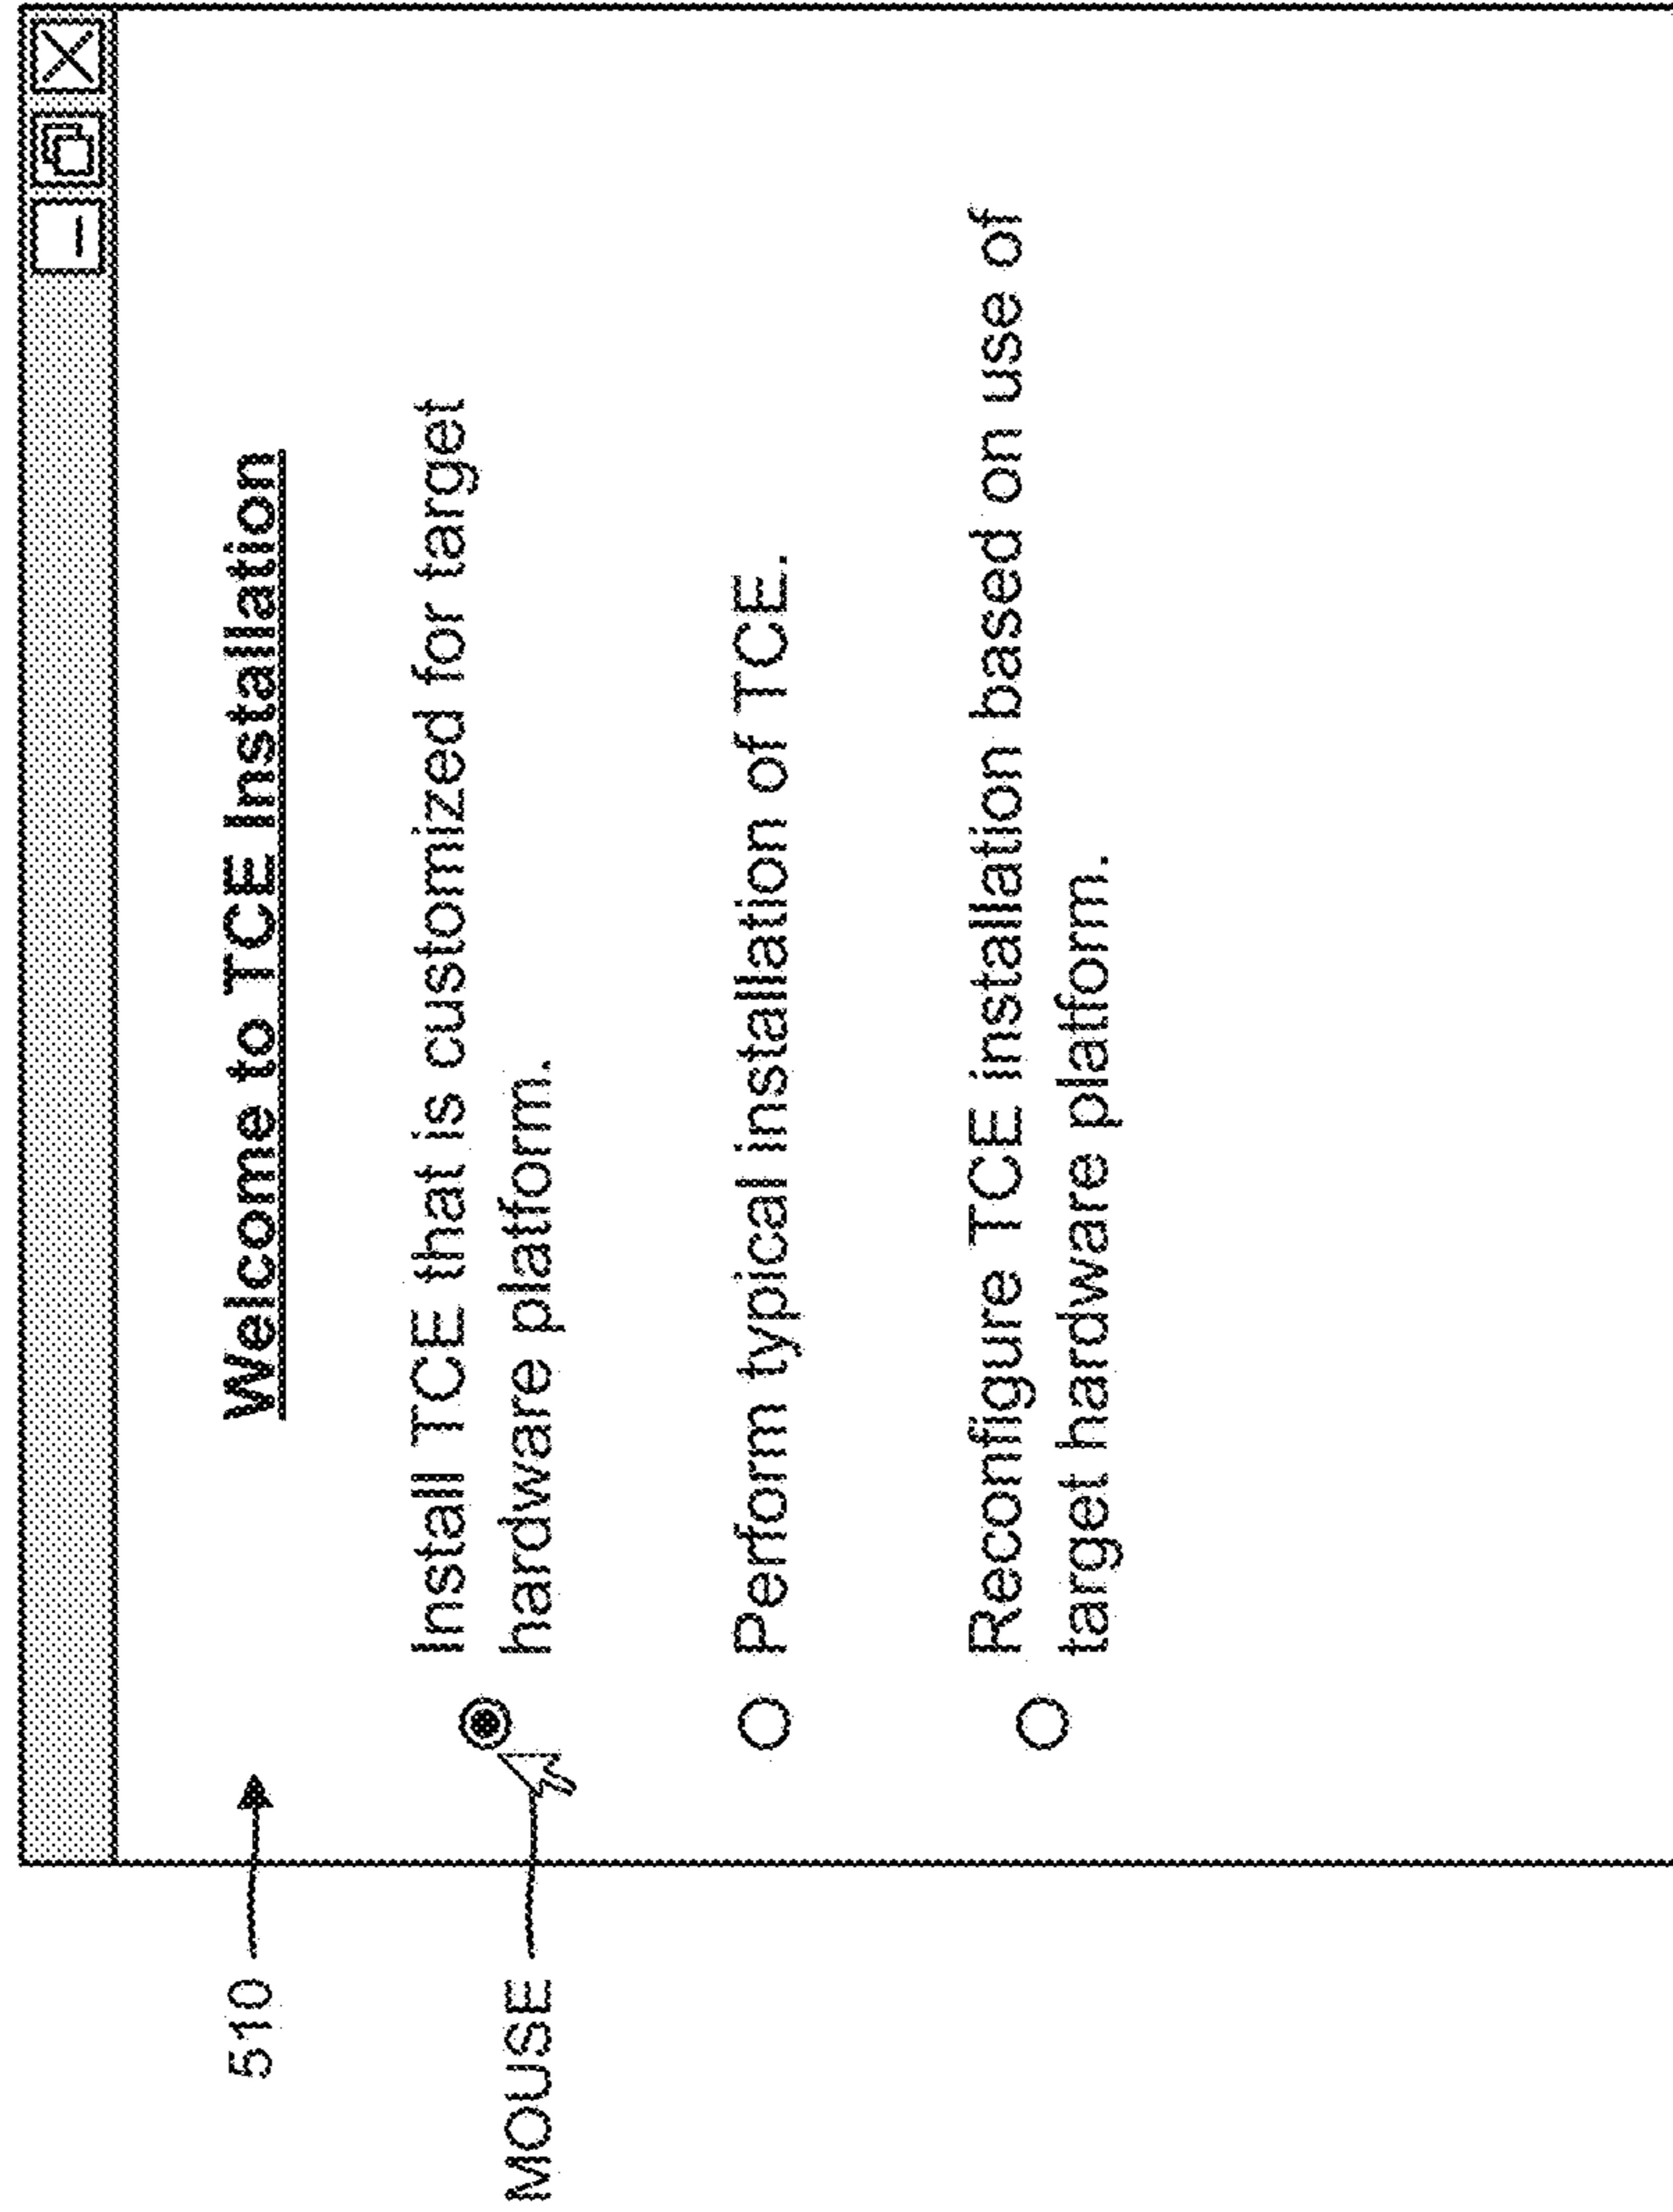 Welcome to TCE Installation
510
Install TCE that is customized for target
hardware platform.
MOUSE
Perform typical installation of TCE.
Reconfigure TCE installation based on use of
target hardware platform.